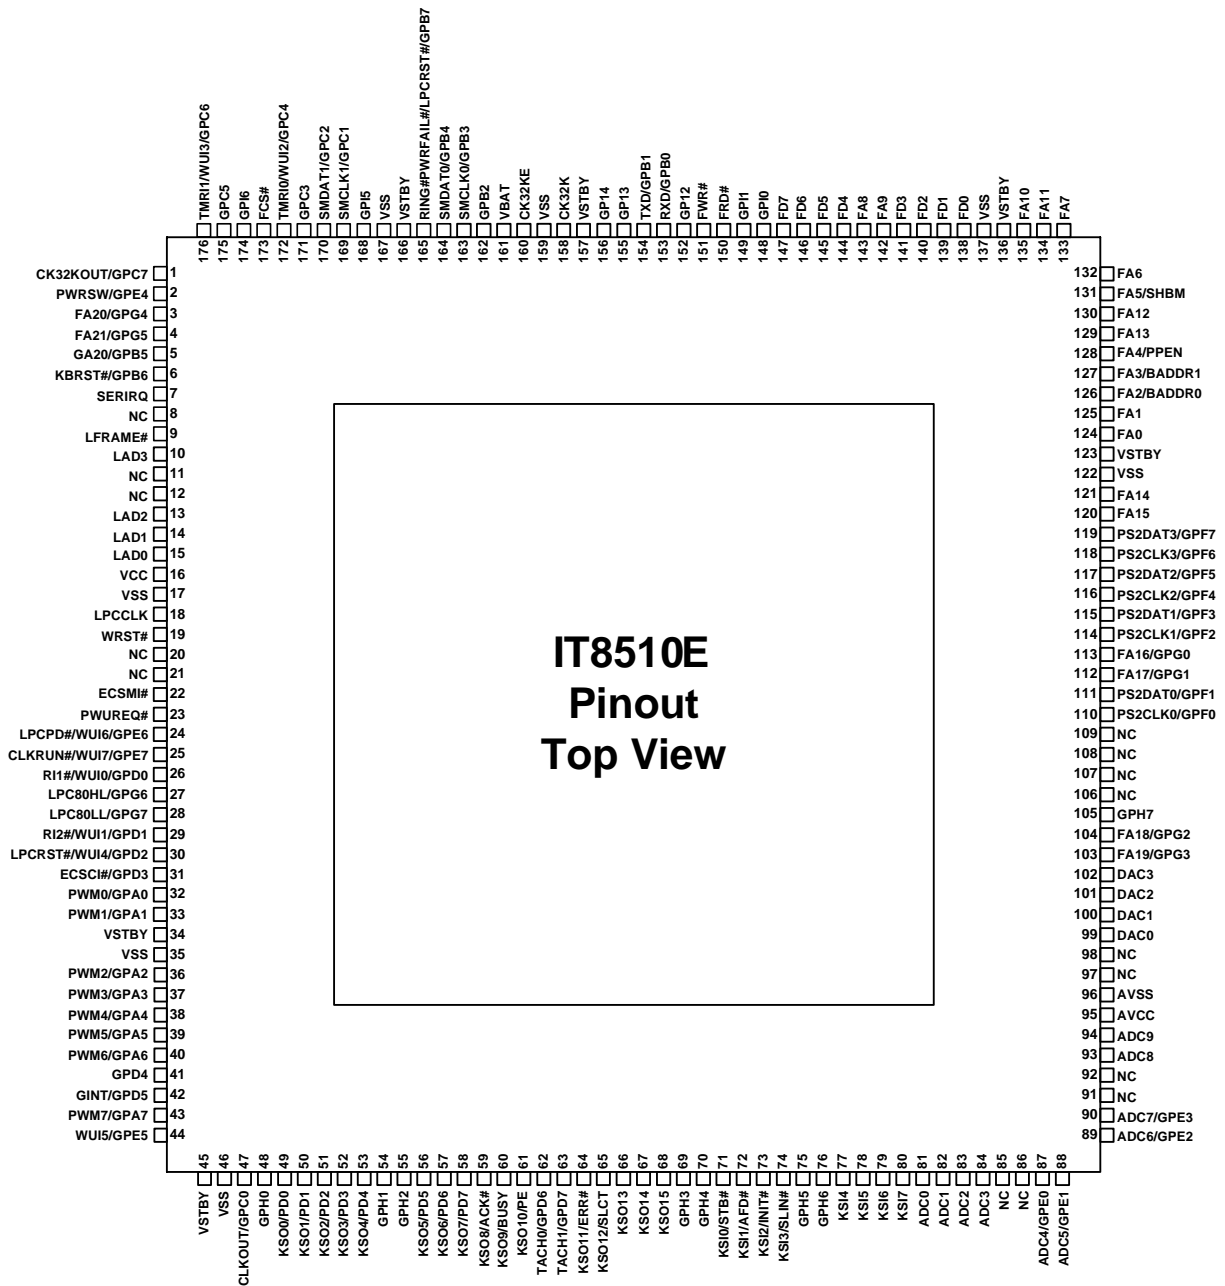 TMRI1/WUI3/GPC6
GPC5
GPI6
FCS#
TMRI0/WUI2/GPC4
GPC3
SMDAT1/GPC2
SMCLK1/GPC1
GPI5
VSS
VSTBY
RING#PWRFAIL#/LPCRST#/GPB7
SMDAT0/GPB4
SMCLK0/GPB3
GPB2
VBAT
CK32KE
VSS
CK32K
VSTBY
GP14
GP13
TXD/GPB1
RXD/GPB0
GP12
FWR#
FRD#
GPI1
GPI0
FD7
FD6
FD5
FD4
FA8
FA9
FD3
FD2
FD1
FD0
VSS
VSTBY
FA10
FA11
FA7
176 175 174 173 172 171 170 169 168 167 166 165 164 163 162 161 160 159 158 157 156 155 154 153 152 151 150 149 148 147 146 145 144 143 142 141 140 139 138 137 136 135 134 133
CK32KOUT/GPC7 1
PWRSW/GPE4 2
FA20/GPG4 3
FA21/GPG5 4
GA20/GPB5 5
KBRST#/GPB6 6
SERIRQ 7
NC 8
LFRAME# 9
LAD3 10
NC 11
NC 12
LAD2 13
LAD1 14
LAD0 15
VCC 16
VSS 17
LPCCLK 18
WRST# 19
NC 20
NC 21
ECSMI# 22
PWUREQ# 23
LPCPD#/WUI6/GPE6 24
CLKRUN#/WUI7/GPE7 25
RI1#/WUI0/GPD0 26
LPC80HL/GPG6 27
LPC80LL/GPG7 28
RI2#/WUI1/GPD1 29
LPCRST#/WUI4/GPD2 30
ECSCI#/GPD3 31
PWM0/GPA0 32
PWM1/GPA1 33
VSTBY 34
VSS 35
PWM2/GPA2 36
PWM3/GPA3 37
PWM4/GPA4 38
PWM5/GPA5 39
PWM6/GPA6 40
GPD4 41
GINT/GPD5 42
PWM7/GPA7 43
WUI5/GPE5 44
IT8510E
Pinout
Top View
132 FA6
131 FA5/SHBM
130 FA12
129 FA13
128 FA4/PPEN
127 FA3/BADDR1
126 FA2/BADDR0
125 FA1
124 FA0
123 VSTBY
122 VSS
121 FA14
120 FA15
119 PS2DAT3/GPF7
118 PS2CLK3/GPF6
117 PS2DAT2/GPF5
116 PS2CLK2/GPF4
115 PS2DAT1/GPF3
114 PS2CLK1/GPF2
113 FA16/GPG0
112 FA17/GPG1
111 PS2DAT0/GPF1
110 PS2CLK0/GPF0
109 NC
108 NC
107 NC
106 NC
105 GPH7
104 FA18/GPG2
103 FA19/GPG3
102 DAC3
101 DAC2
100 DAC1
99 DAC0
98 NC
97 NC
96 AVSS
95 AVCC
94 ADC9
93 ADC8
92 NC
91 NC
90 ADC7/GPE3
89 ADC6/GPE2
45 46 47 48 49 50 51 52 53 54 55 56 57 58 59 60 61 62 63 64 65 66 67 68 69 70 71 72 73 74 75 76 77 78 79 80 81 82 83 84 85 86 87 88
VSTBY
VSS
CLKOUT/GPC0
GPH0
KSO0/PD0
KSO1/PD1
KSO2/PD2
KSO3/PD3
KSO4/PD4
GPH1
GPH2
KSO5/PD5
KSO6/PD6
KSO7/PD7
KSO8/ACK#
KSO9/BUSY
KSO10/PE
TACH0/GPD6
TACH1/GPD7
KSO11/ERR#
KSO12/SLCT
KSO13
KSO14
KSO15
GPH3
GPH4
KSI0/STB#
KSI1/AFD#
KSI2/INIT#
KSI3/SLIN#
GPH5
GPH6
KSI4
KSI5
KSI6
KSI7
ADC0
ADC1
ADC2
ADC3
NC
NC
ADC4/GPE0
ADC5/GPE1